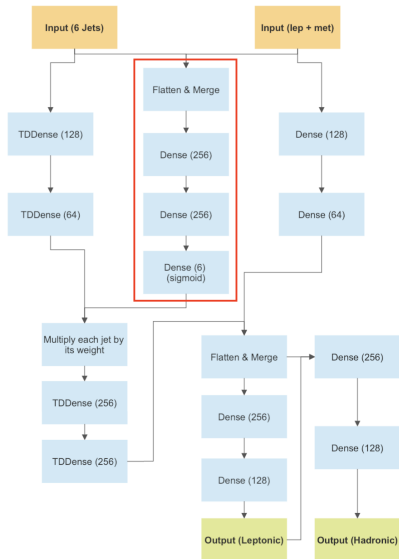 Input (6 Jets)
Input (lep + met)
Flatten & Merge
TDDense (128)
Dense (256)
Dense (128)
TDDense (64)
Dense (256)
Dense (64)
Dense (6)
(sigmoid)
Multiply each jet by
its weight
Flatten & Merge
Dense (256)
TDDense (256)
Dense (256)
TDDense (256)
Dense (128)
Dense (128)
Output (Leptonic)
Output (Hadronic)